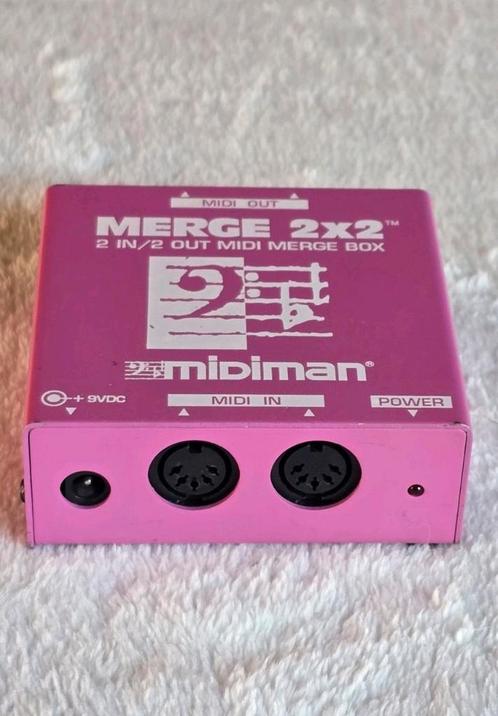 MIDI OUT
MERGE 2x2™
2 IN/2 OUT MIDI MERGE BOX
midiman®
+ 9VDC MIDI IN POWER